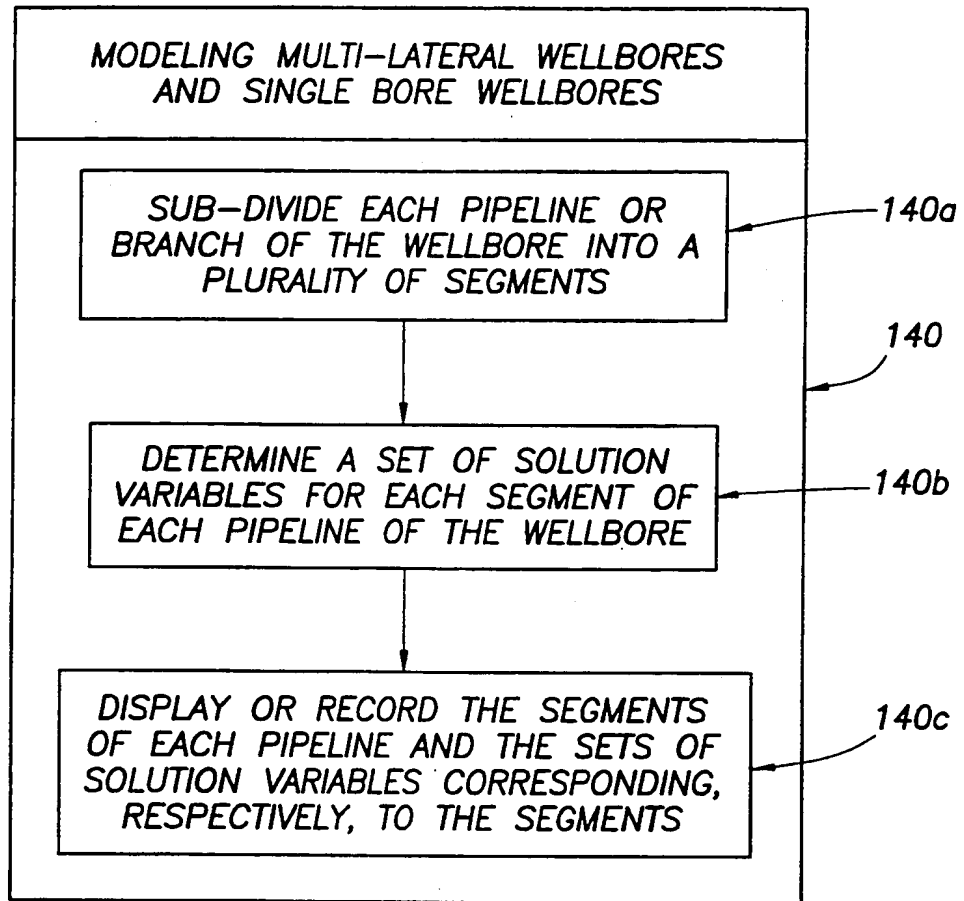 MODELING MULTI-LATERAL WELLBORES
AND SINGLE BORE WELLBORES
SUB-DIVIDE EACH PIPELINE OR
BRANCH OF THE WELLBORE INTO A
PLURALITY OF SEGMENTS
140a
140
DETERMINE A SET OF SOLUTION
VARIABLES FOR EACH SEGMENT OF
EACH PIPELINE OF THE WELLBORE
140b
DISPLAY OR RECORD THE SEGMENTS
OF EACH PIPELINE AND THE SETS OF
SOLUTION VARIABLES CORRESPONDING,
RESPECTIVELY, TO THE SEGMENTS
140c